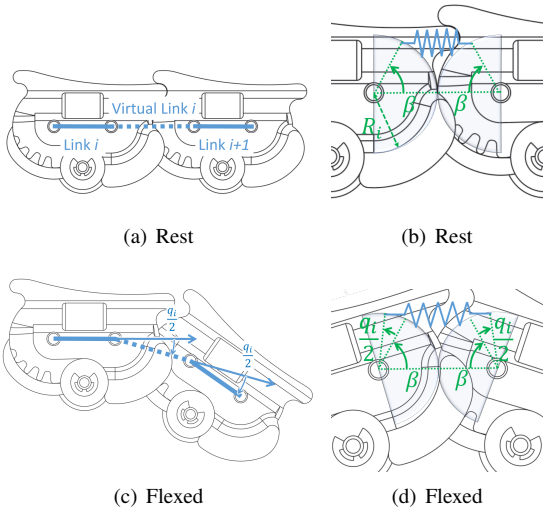 Virtual Link i
Link i
Link i+1
(a) Rest
β
β
R_i
(b) Rest
q_i/2
q_i/2
(c) Flexed
q_i/2
q_i/2
β
β
(d) Flexed